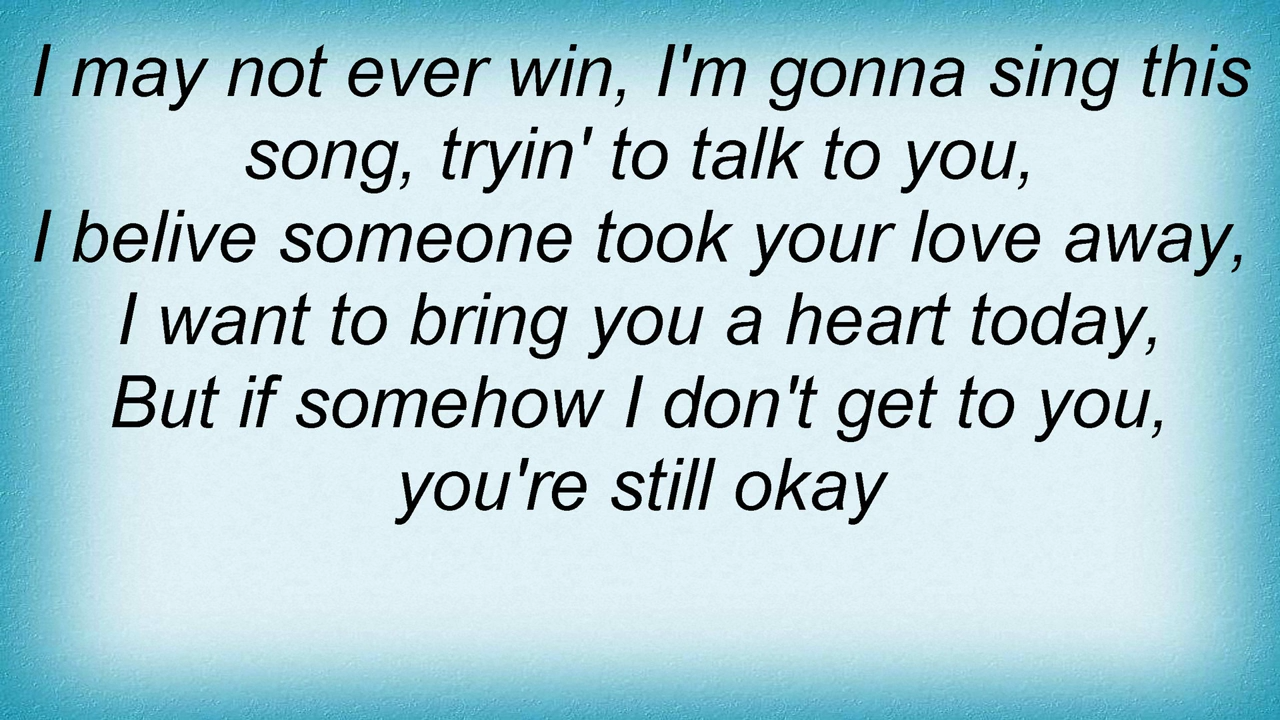 I may not ever win, I'm gonna sing this
song, tryin' to talk to you,
I belive someone took your love away,
I want to bring you a heart today,
But if somehow I don't get to you,
you're still okay